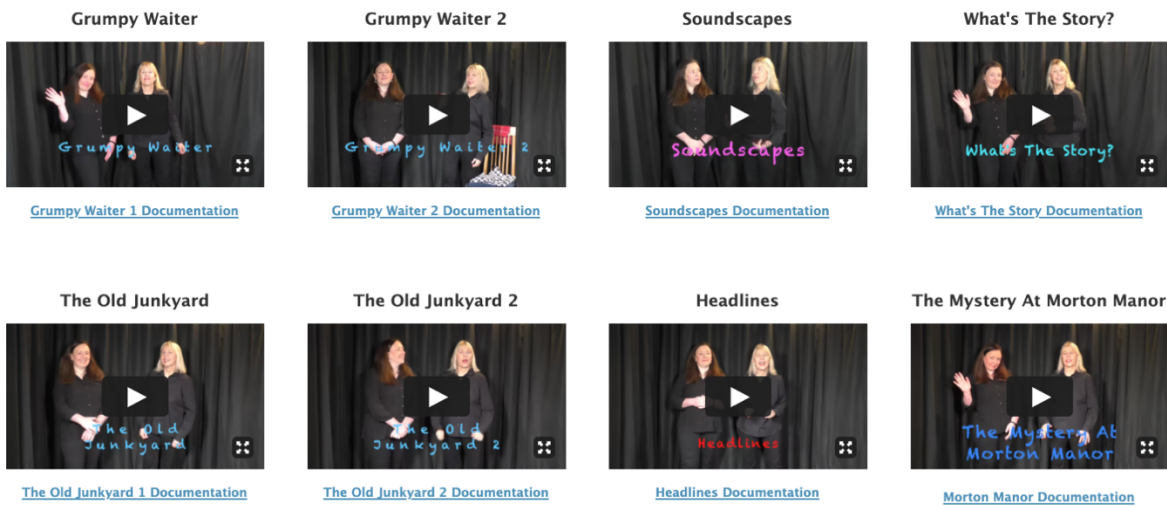 Grumpy Waiter
Grumpy Waiter 2
Soundscapes
What's The Story?
Grumpy Waiter
Grumpy Waiter 2
Soundscapes
What's The Story?
Grumpy Waiter 1 Documentation
Grumpy Waiter 2 Documentation
Soundscapes Documentation
What's The Story Documentation
The Old Junkyard
The Old Junkyard 2
Headlines
The Mystery At Morton Manor
The Old
Junkyard
The Old
Junkyard 2
Headlines
The Mystery At
Morton Manor
The Old Junkyard 1 Documentation
The Old Junkyard 2 Documentation
Headlines Documentation
Morton Manor Documentation